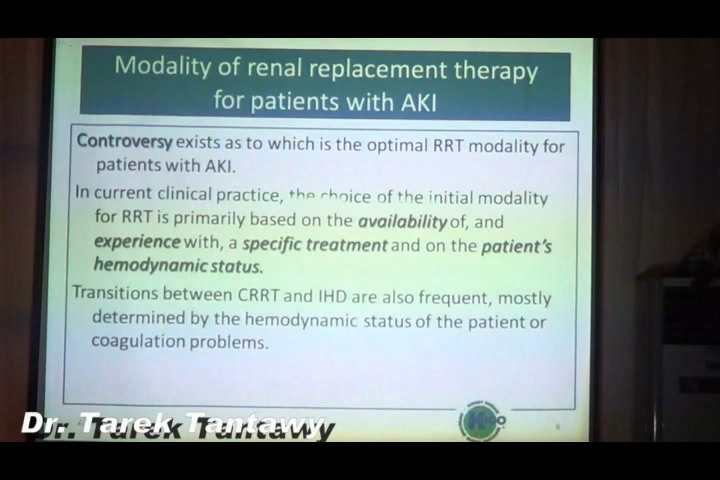 Modality of renal replacement therapy
for patients with AKI
Controversy exists as to which is the optimal RRT modality for
patients with AKI.
In current clinical practice, the choice of the initial modality
for RRT is primarily based on the availability of, and
experience with, a specific treatment and on the patient's
hemodynamic status.
Transitions between CRRT and IHD are also frequent, mostly
determined by the hemodynamic status of the patient or
coagulation problems.
Dr. Tarek Tantawy